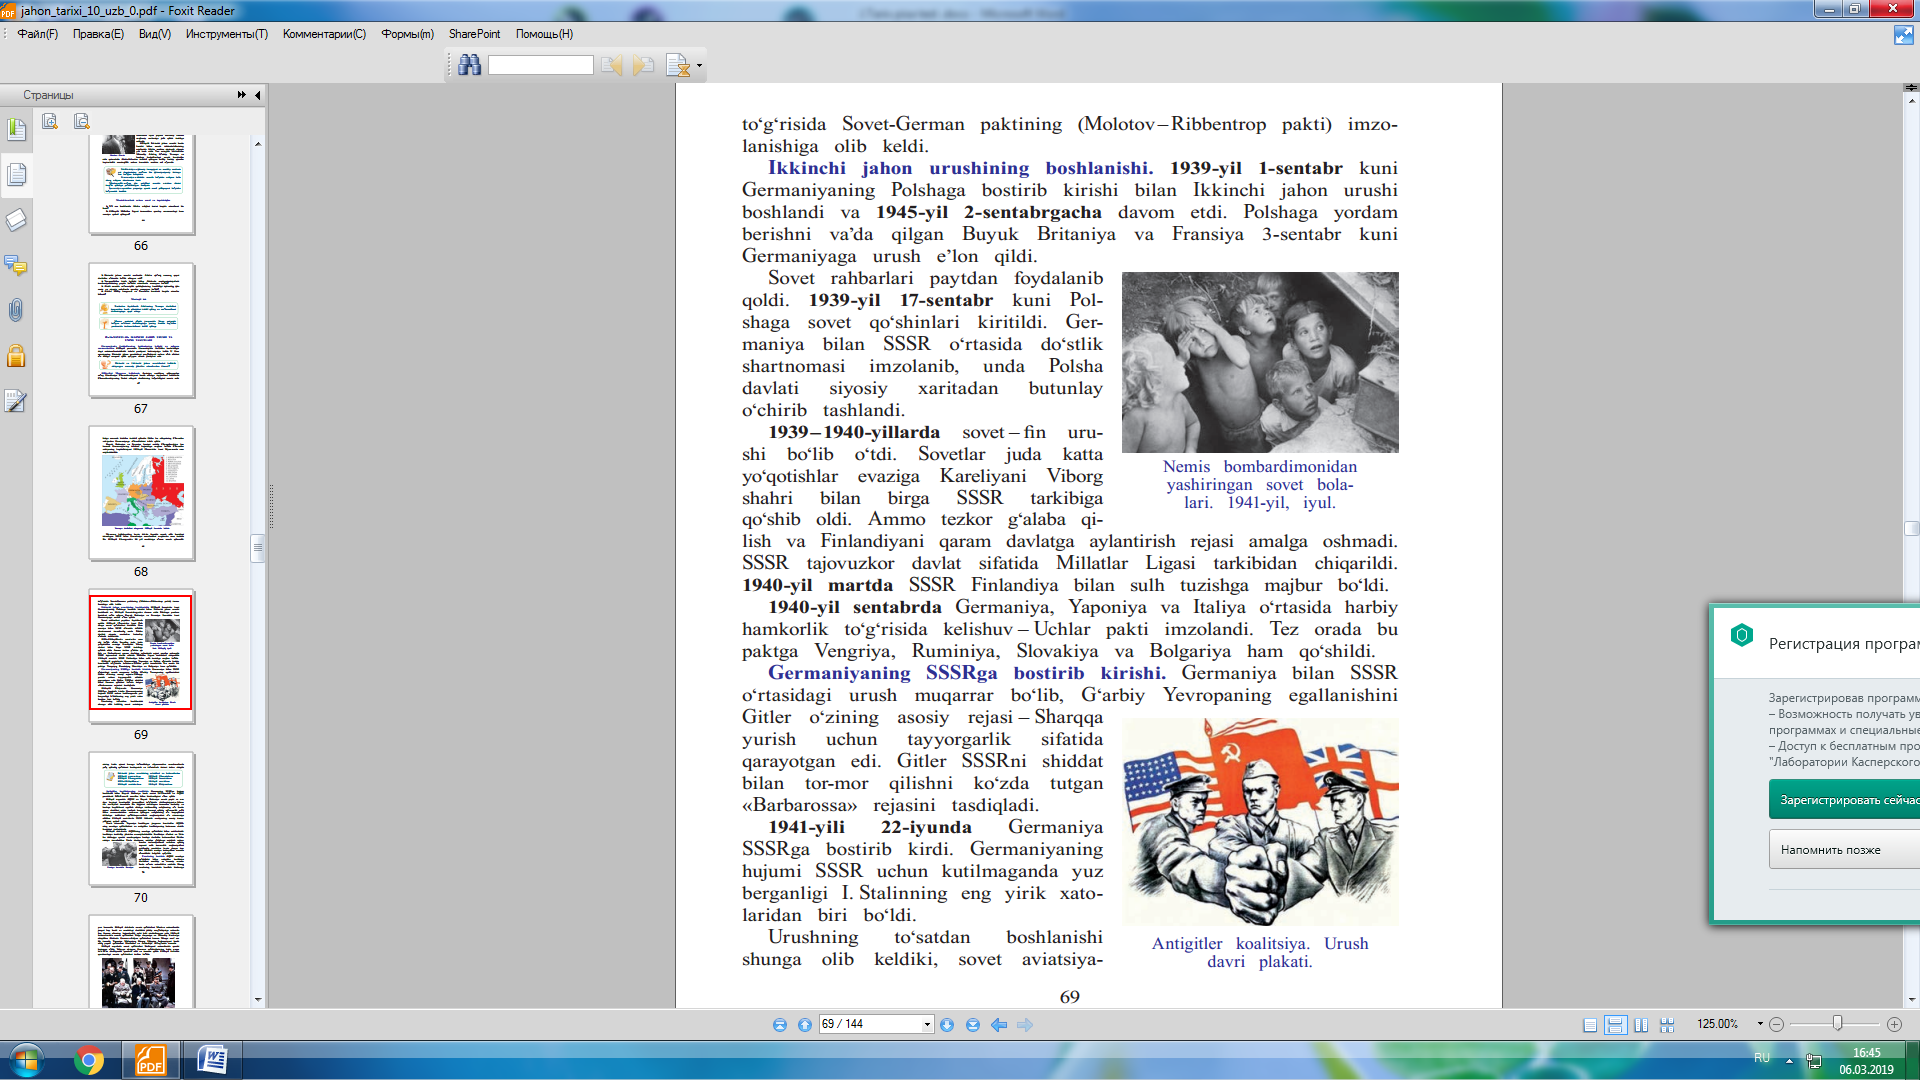 jahon_tarixi_10_uzb_0.pdf - Foxit Reader
Файл(F) Правка(E) Вид(V) Инструменты(T) Комментарии(C) Формы(m) SharePoint Помощь(H)
Страницы
66
67
68
69
70
to‘g‘risida Sovet-German paktining (Molotov–Ribbentrop pakti) imzo-
lanishiga olib keldi.
Ikkinchi jahon urushining boshlanishi. 1939-yil 1-sentabr kuni
Germaniyaning Polshaga bostirib kirishi bilan Ikkinchi jahon urushi
boshlandi va 1945-yil 2-sentabrgacha davom etdi. Polshaga yordam
berishni va’da qilgan Buyuk Britaniya va Fransiya 3-sentabr kuni
Germaniyaga urush e’lon qildi.
Sovet rahbarlari paytdan foydalanib
qoldi. 1939-yil 17-sentabr kuni Pol-
shaga sovet qo‘shinlari kiritildi. Ger-
maniya bilan SSSR o‘rtasida do‘stlik
shartnomasi imzolanib, unda Polsha
davlati siyosiy xaritadan butunlay
o‘chirib tashlandi.
1939–1940-yillarda sovet–fin uru-
shi bo‘lib o‘tdi. Sovetlar juda katta
yo‘qotishlar evaziga Kareliyani Viborg
shahri bilan birga SSSR tarkibiga
qo‘shib oldi. Ammo tezkor g‘alaba qi-
lish va Finlandiyani qaram davlatga aylantirish rejasi amalga oshmadi.
SSSR tajovuzkor davlat sifatida Millatlar Ligasi tarkibidan chiqarildi.
1940-yil martda SSSR Finlandiya bilan sulh tuzishga majbur bo‘ldi.
Nemis bombardimonidan
yashiringan sovet bola-
lari. 1941-yil, iyul.
1940-yil sentabrda Germaniya, Yaponiya va Italiya o‘rtasida harbiy
hamkorlik to‘g‘risida kelishuv–Uchlar pakti imzolandi. Tez orada bu
paktga Vengriya, Ruminiya, Slovakiya va Bolgariya ham qo‘shildi.
Germaniyaning SSSRga bostirib kirishi. Germaniya bilan SSSR
o‘rtasidagi urush muqarrar bo‘lib, G‘arbiy Yevropaning egallanishini
Gitler o‘zining asosiy rejasi–Sharqqa
yurish uchun tayyorgarlik sifatida
qarayotgan edi. Gitler SSSRni shiddat
bilan tor-mor qilishni ko‘zda tutgan
«Barbarossa» rejasini tasdiqladi.
1941-yili 22-iyunda Germaniya
SSSRga bostirib kirdi. Germaniyaning
hujumi SSSR uchun kutilmaganda yuz
berganligi I. Stalinning eng yirik xato-
laridan biri bo‘ldi.
Urushning to‘satdan boshlanishi
shunga olib keldiki, sovet aviatsiya-
Antigitler koalitsiya. Urush
davri plakati.
69
Регистрация програм
Зарегистрировав программ
– Возможность получать ув
программах и специальные
– Доступ к бесплатным про
"Лаборатории Касперского
Зарегистрировать сейчас
Напомнить позже
69 / 144
125.00%
PDF
RU
16:45
06.03.2019